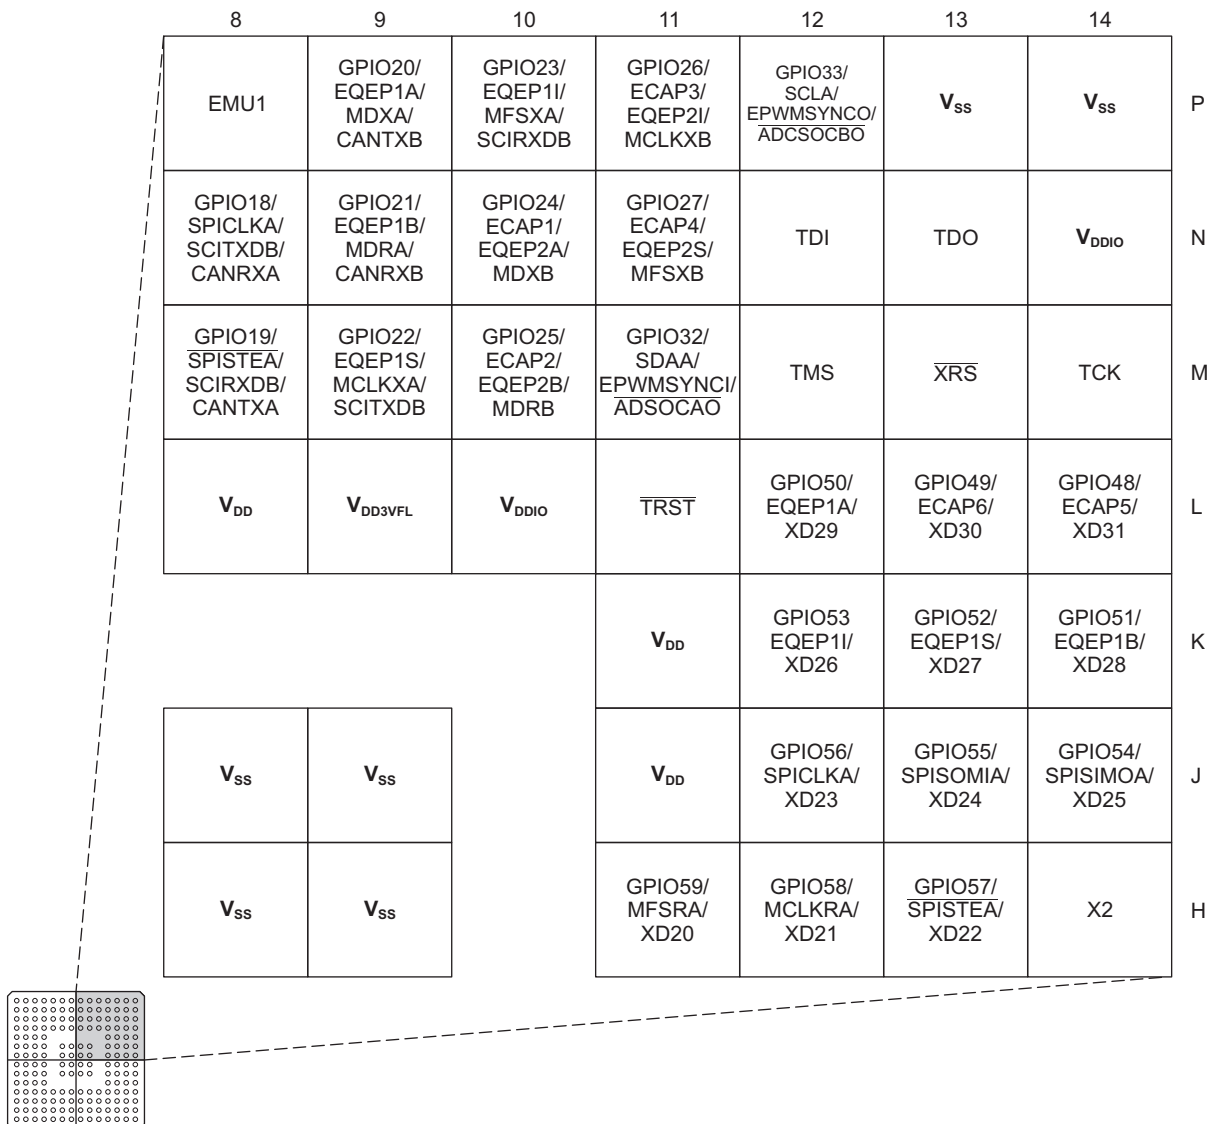 8 9 10 11 12 13 14
EMU1
GPIO20/
EQEP1A/
MDXA/
CANTXB
GPIO23/
EQEP1I/
MFSXA/
SCIRXDB
GPIO26/
ECAP3/
EQEP2I/
MCLKXB
GPIO33/
SCLA/
EPWMSYNCO/
ADCSOCBO
VSS
VSS
P
GPIO18/
SPICLKA/
SCITXDB/
CANRXA
GPIO21/
EQEP1B/
MDRA/
CANRXB
GPIO24/
ECAP1/
EQEP2A/
MDXB
GPIO27/
ECAP4/
EQEP2S/
MFSXB
TDI
TDO
VDDIO
N
GPIO19/
SPISTEA/
SCIRXDB/
CANTXA
GPIO22/
EQEP1S/
MCLKXA/
SCITXDB
GPIO25/
ECAP2/
EQEP2B/
MDRB
GPIO32/
SDAA/
EPWMSYNCI/
ADSOCAO
TMS
XRS
TCK
M
VDD
VDD3VFL
VDDIO
TRST
GPIO50/
EQEP1A/
XD29
GPIO49/
ECAP6/
XD30
GPIO48/
ECAP5/
XD31
L
VDD
GPIO53
EQEP1I/
XD26
GPIO52/
EQEP1S/
XD27
GPIO51/
EQEP1B/
XD28
K
VSS
VSS
VDD
GPIO56/
SPICLKA/
XD23
GPIO55/
SPISOMIA/
XD24
GPIO54/
SPISIMOA/
XD25
J
VSS
VSS
GPIO59/
MFSRA/
XD20
GPIO58/
MCLKRA/
XD21
GPIO57/
SPISTEA/
XD22
X2
H